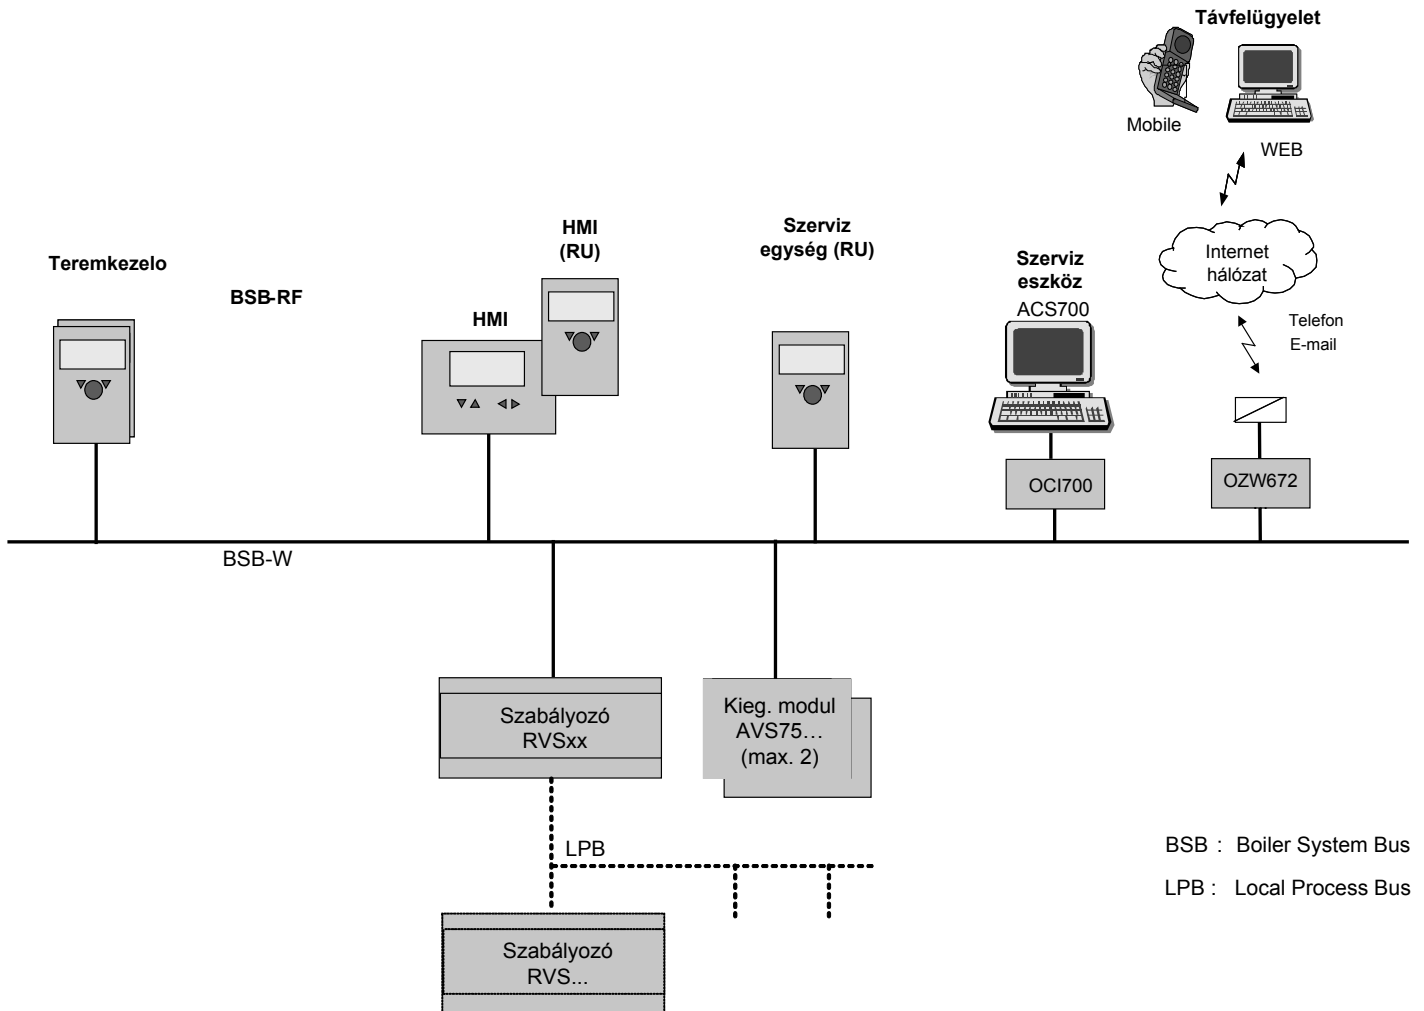 Távfelügyelet
Mobile
WEB
Internet
hálózat
Telefon
E-mail
Teremkezelo
BSB-RF
HMI
HMI
(RU)
Szerviz
egység (RU)
Szerviz
eszköz
ACS700
OCI700
OZW672
BSB-W
Szabályozó
RVSxx
Kieg. modul
AVS75…
(max. 2)
LPB
Szabályozó
RVS...
BSB : Boiler System Bus
LPB : Local Process Bus